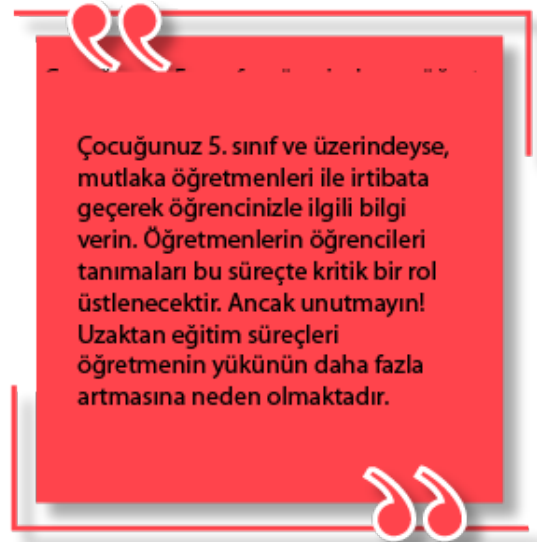 Çocuğunuz 5. sınıf ve üzerindeyse,
mutlaka öğretmenleri ile irtibata
geçerek öğrencinizle ilgili bilgi
verin. Öğretmenlerin öğrencileri
tanımaları bu süreçte kritik bir rol
üstlenecektir. Ancak unutmayın!
Uzaktan eğitim süreçleri
öğretmenin yükünün daha fazla
artmasına neden olmaktadır.